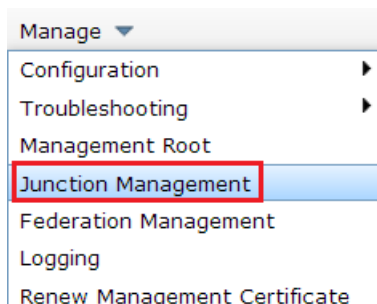 Manage
Configuration
Troubleshooting
Management Root
Junction Management
Federation Management
Logging
Renew Management Certificate